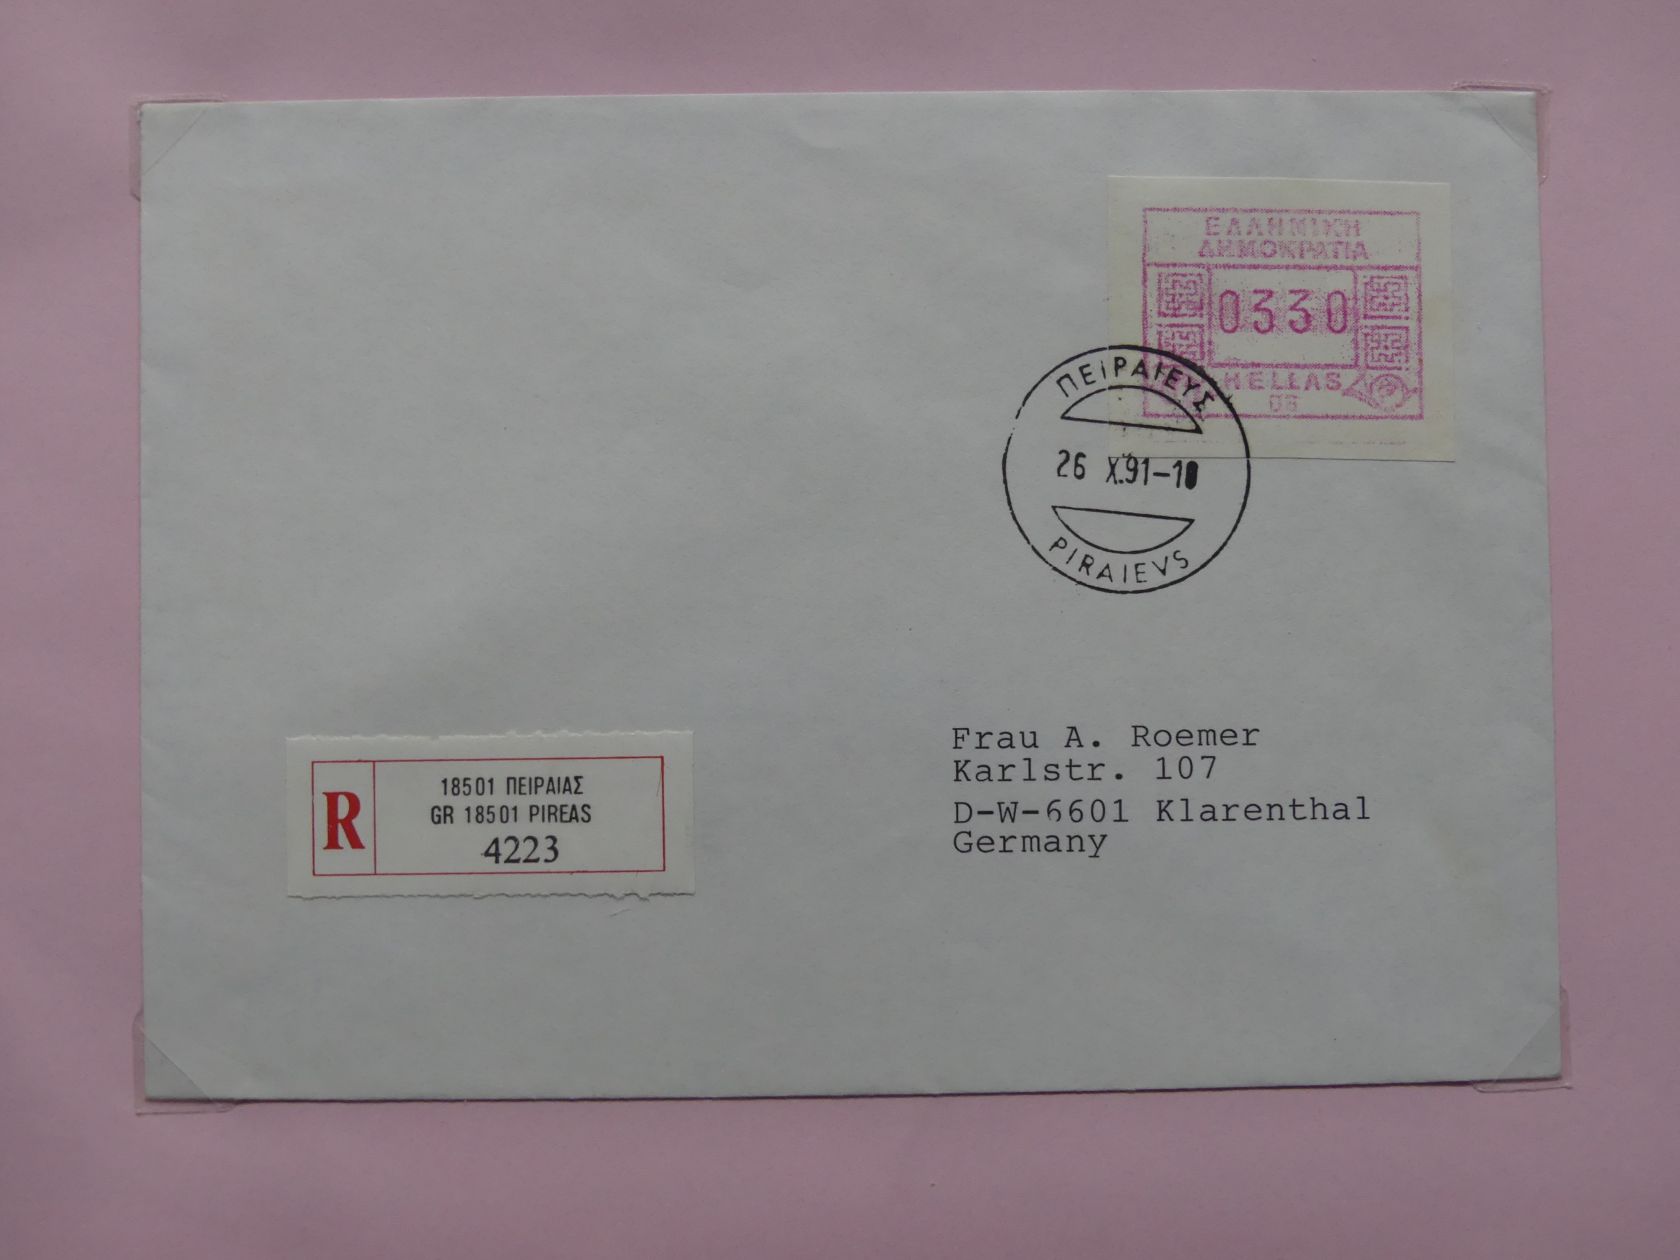 ΕΛΛΗΝΙΚΗ
ΔΗΜΟΚΡΑΤΙΑ
0330
HELLAS
06
ΠΕΙΡΑΙΕΥΣ
26 X.91-10
PIRAIEVS
Frau A. Roemer
Karlstr. 107
D-W-6601 Klarenthal
Germany
R
18501 ΠΕΙΡΑΙΑΣ
GR 18501 PIREAS
4223